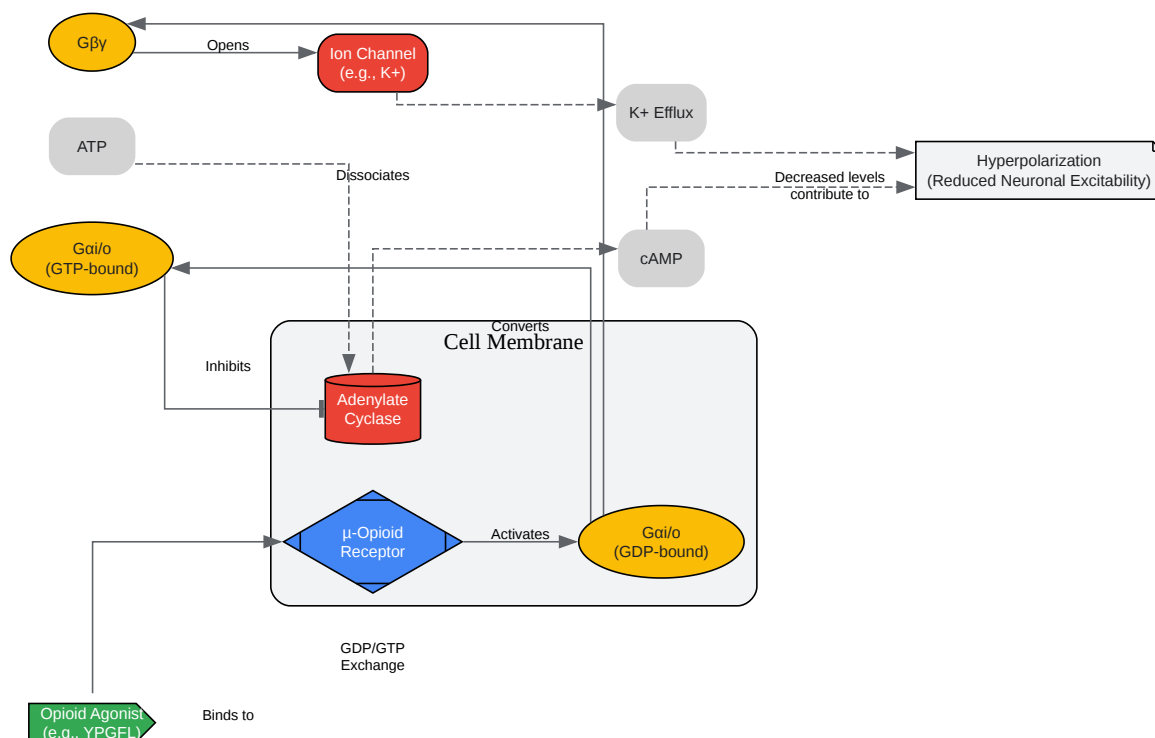 Gβγ
Opens
Ion Channel
(e.g., K+)
K+ Efflux
ATP
Dissociates
Hyperpolarization
(Reduced Neuronal Excitability)
Decreased levels
contribute to
Gαi/o
(GTP-bound)
cAMP
Converts
Cell Membrane
Inhibits
Adenylate
Cyclase
μ-Opioid
Receptor
Activates
Gαi/o
(GDP-bound)
GDP/GTP
Exchange
Opioid Agonist
(e.g., YPGFL)
Binds to